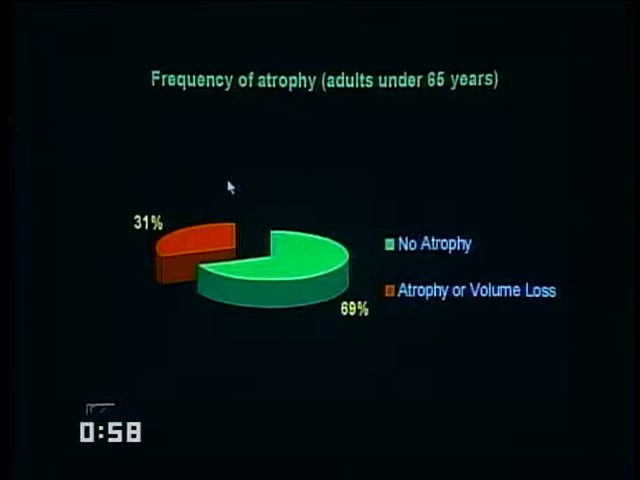 Frequency of atrophy (adults under 65 years)
31%
No Atrophy
Atrophy or Volume Loss
69%
0:58